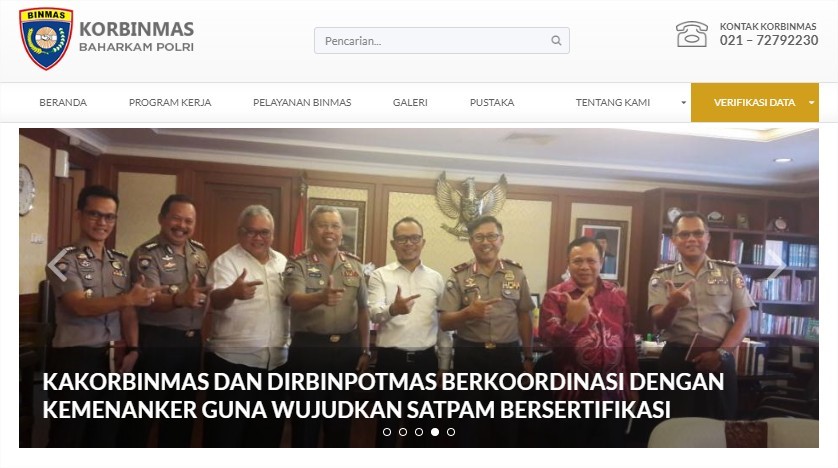 BINMAS
KORBINMAS
BAHARKAM POLRI
Pencarian...
KONTAK KORBINMAS
021 – 72792230
BERANDA
PROGRAM KERJA
PELAYANAN BINMAS
GALERI
PUSTAKA
TENTANG KAMI
VERIFIKASI DATA
KAKORBINMAS DAN DIRBINPOTMAS BERKOORDINASI DENGAN
KEMENANKER GUNA WUJUDKAN SATPAM BERSERTIFIKASI